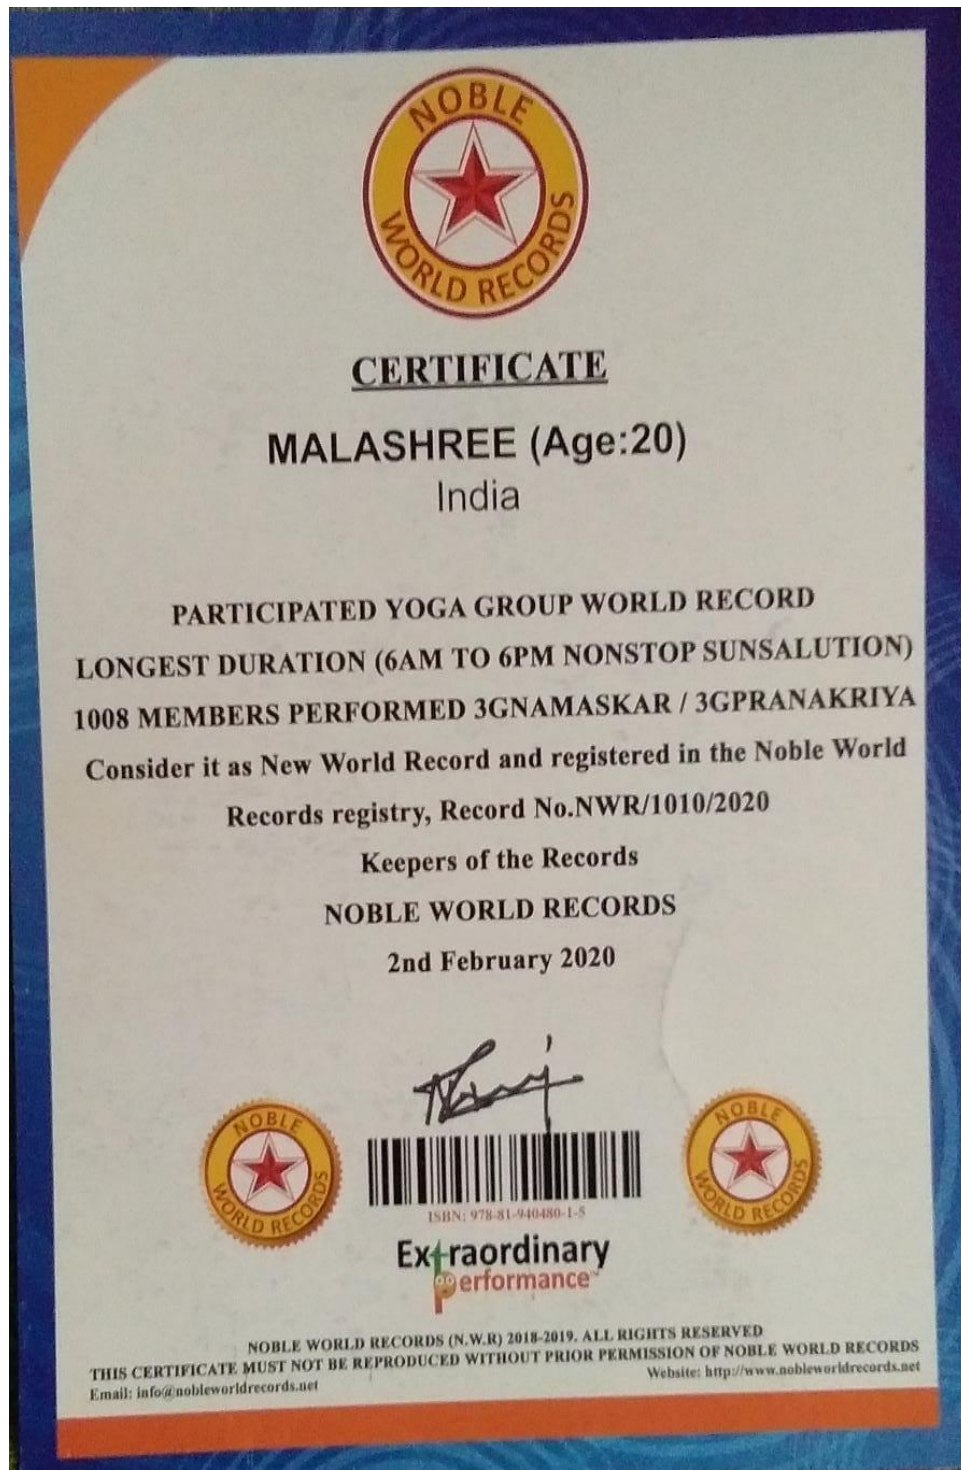 NOBLE
WORLD RECORDS
CERTIFICATE
MALASHREE (Age:20)
India
PARTICIPATED YOGA GROUP WORLD RECORD
LONGEST DURATION (6AM TO 6PM NONSTOP SUNSALUTION)
1008 MEMBERS PERFORMED 3GNAMASKAR / 3GPRANAKRIYA
Consider it as New World Record and registered in the Noble World
Records registry, Record No.NWR/1010/2020
Keepers of the Records
NOBLE WORLD RECORDS
2nd February 2020
NOBLE
WORLD RECORDS
NOBLE
WORLD RECORDS
ISBN: 978-81-940480-1-5
Extraordinary
Performance™
NOBLE WORLD RECORDS (N.W.R) 2018-2019. ALL RIGHTS RESERVED
THIS CERTIFICATE MUST NOT BE REPRODUCED WITHOUT PRIOR PERMISSION OF NOBLE WORLD RECORDS
Email: info@nobleworldrecords.net Website: http://www.nobleworldrecords.net